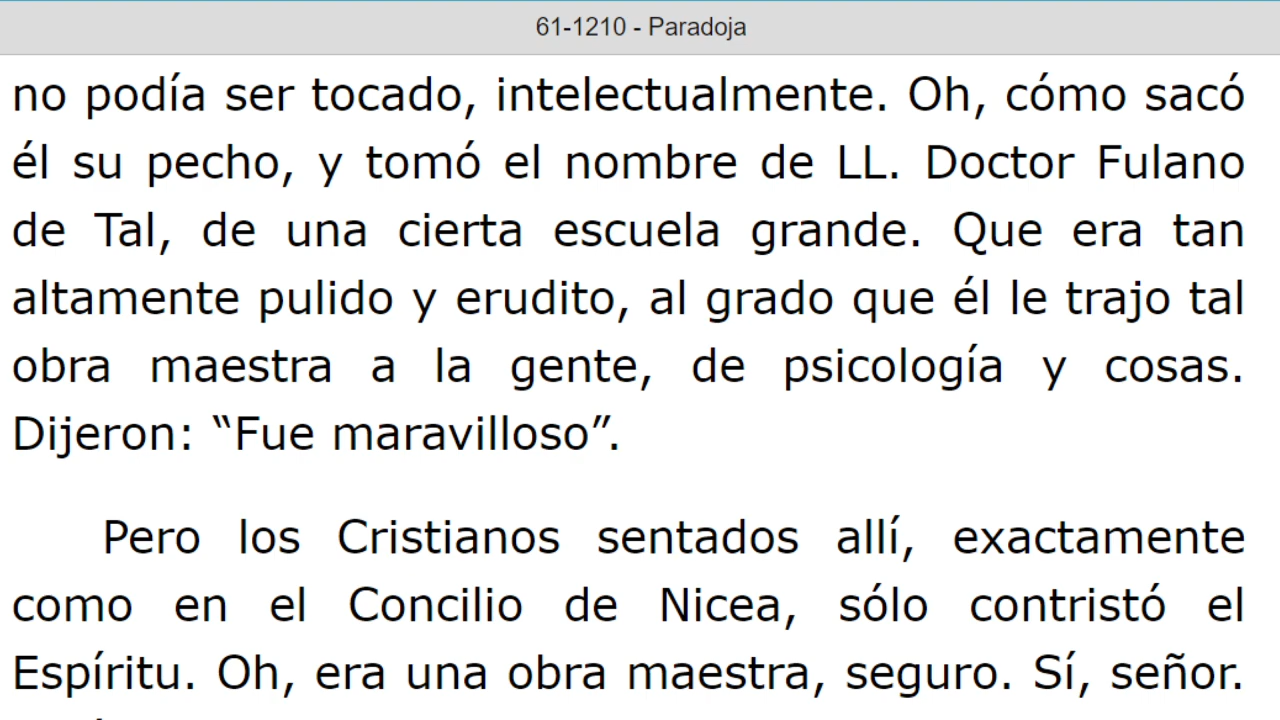 61-1210 - Paradoja
no podía ser tocado, intelectualmente. Oh, cómo sacó
él su pecho, y tomó el nombre de LL. Doctor Fulano
de Tal, de una cierta escuela grande. Que era tan
altamente pulido y erudito, al grado que él le trajo tal
obra maestra a la gente, de psicología y cosas.
Dijeron: “Fue maravilloso”.
Pero los Cristianos sentados allí, exactamente
como en el Concilio de Nicea, sólo contristó el
Espíritu. Oh, era una obra maestra, seguro. Sí, señor.